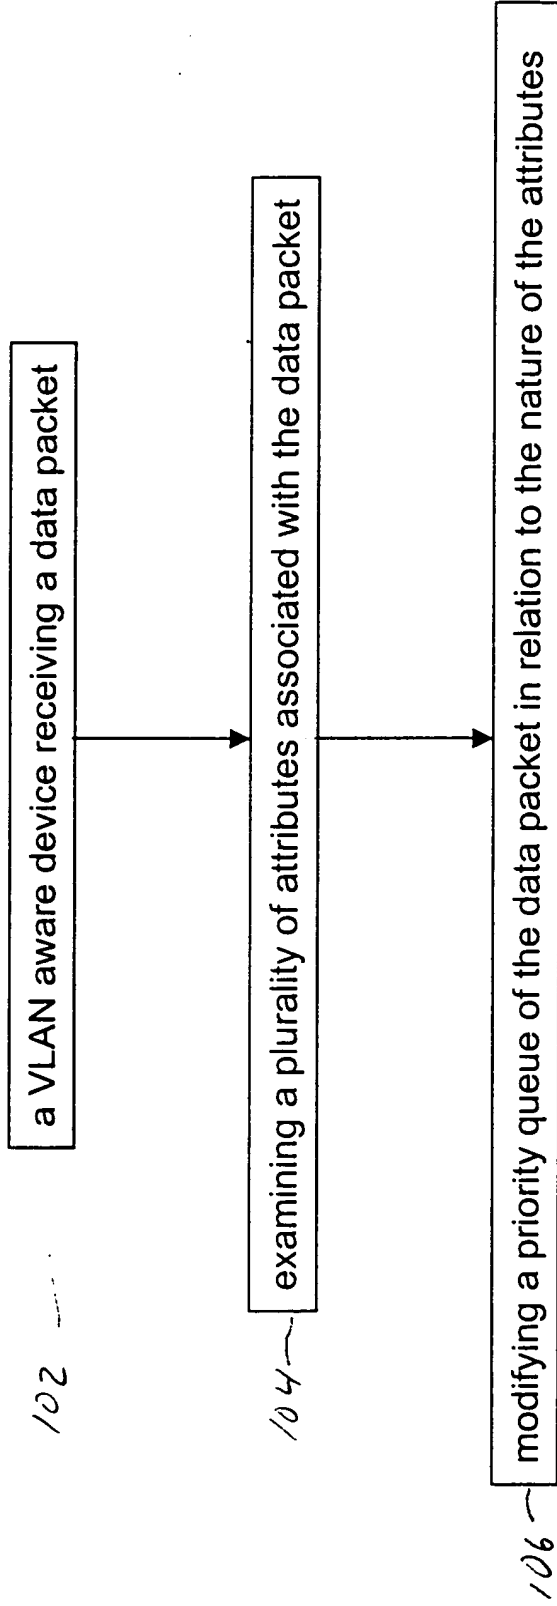 102 a VLAN aware device receiving a data packet
104 examining a plurality of attributes associated with the data packet
106 modifying a priority queue of the data packet in relation to the nature of the attributes